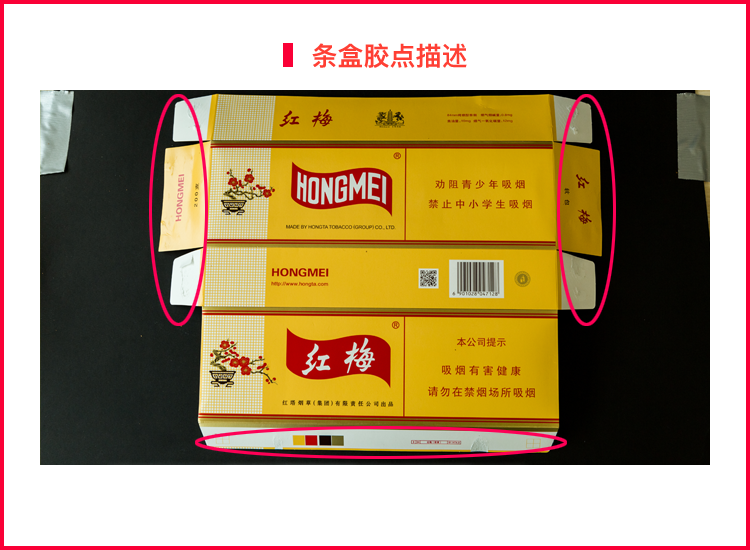 条盒胶点描述
红梅
HONGMEI
®
劝阻青少年吸烟
禁止中小学生吸烟
MADE BY HONGTA TOBACCO (GROUP) CO., LTD.
HONGMEI
红梅
HONGMEI
http://www.hongta.com
6 901028 047128
®
红梅
本公司提示
吸烟有害健康
请勿在禁烟场所吸烟
红塔烟草(集团)有限责任公司出品